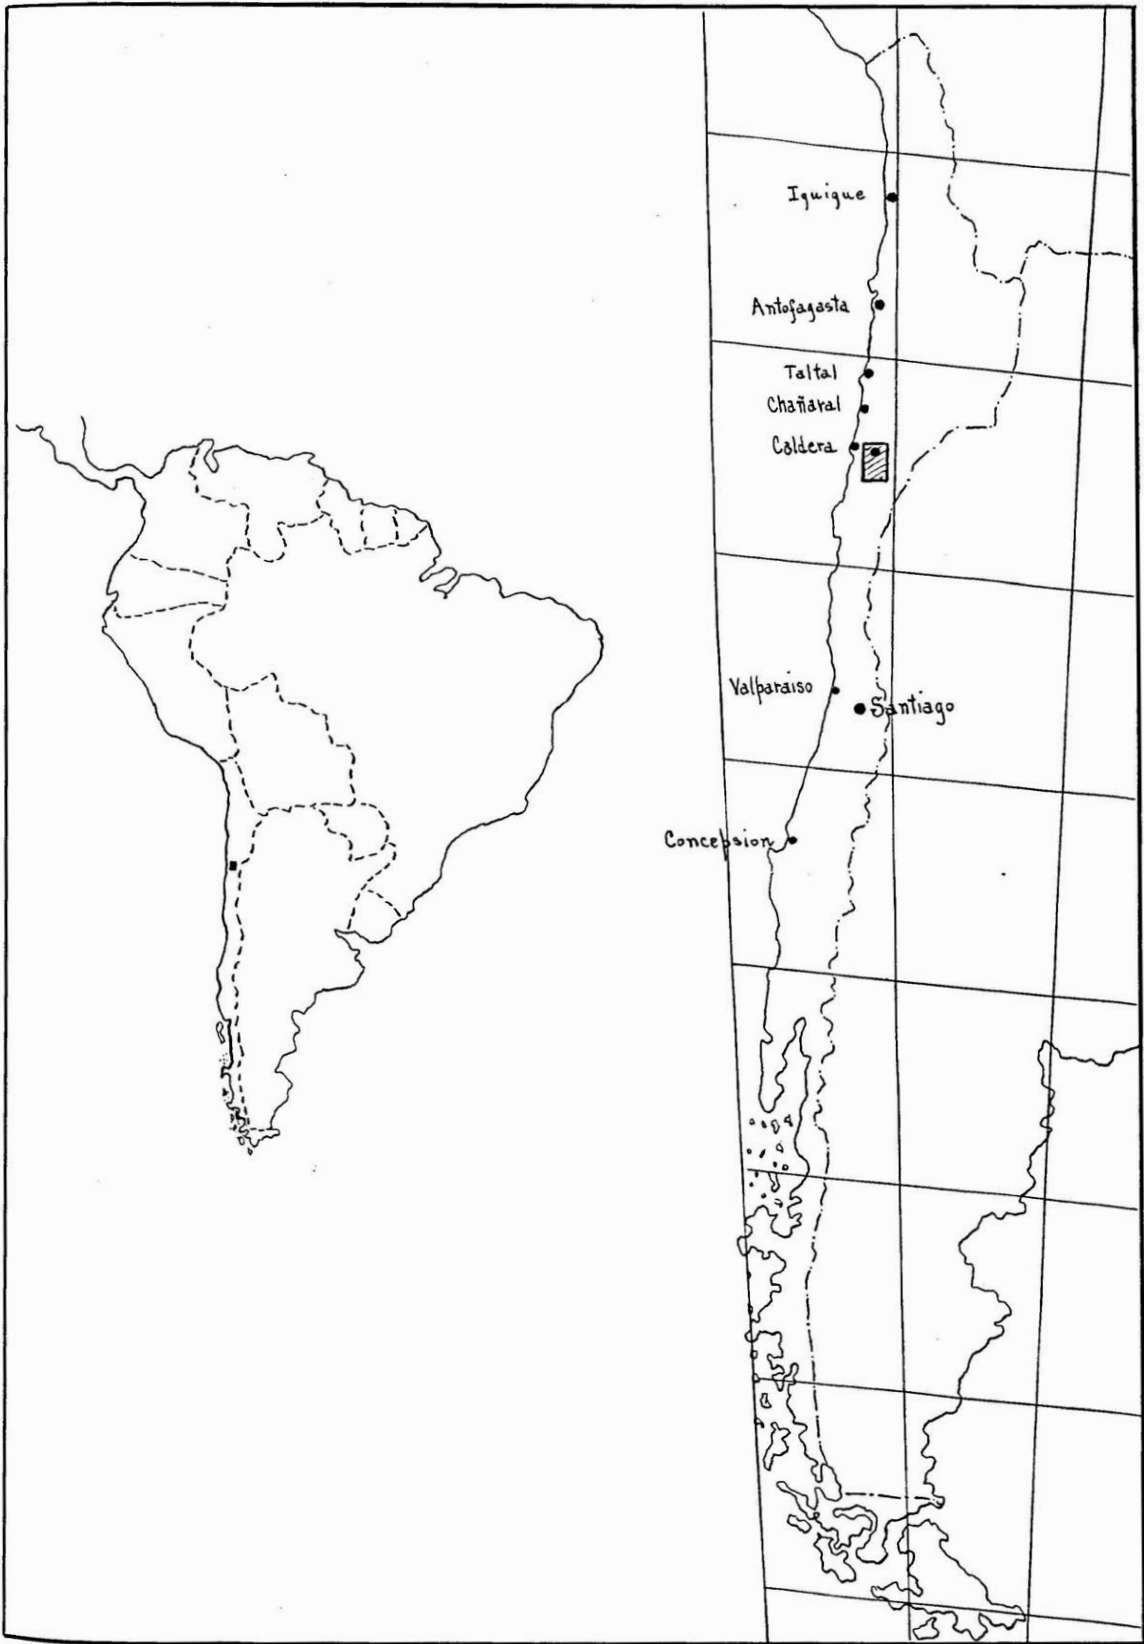 Iquique
Antofagasta
Taltal
Chañaral
Caldera
Valparaiso
Santiago
Concepsion